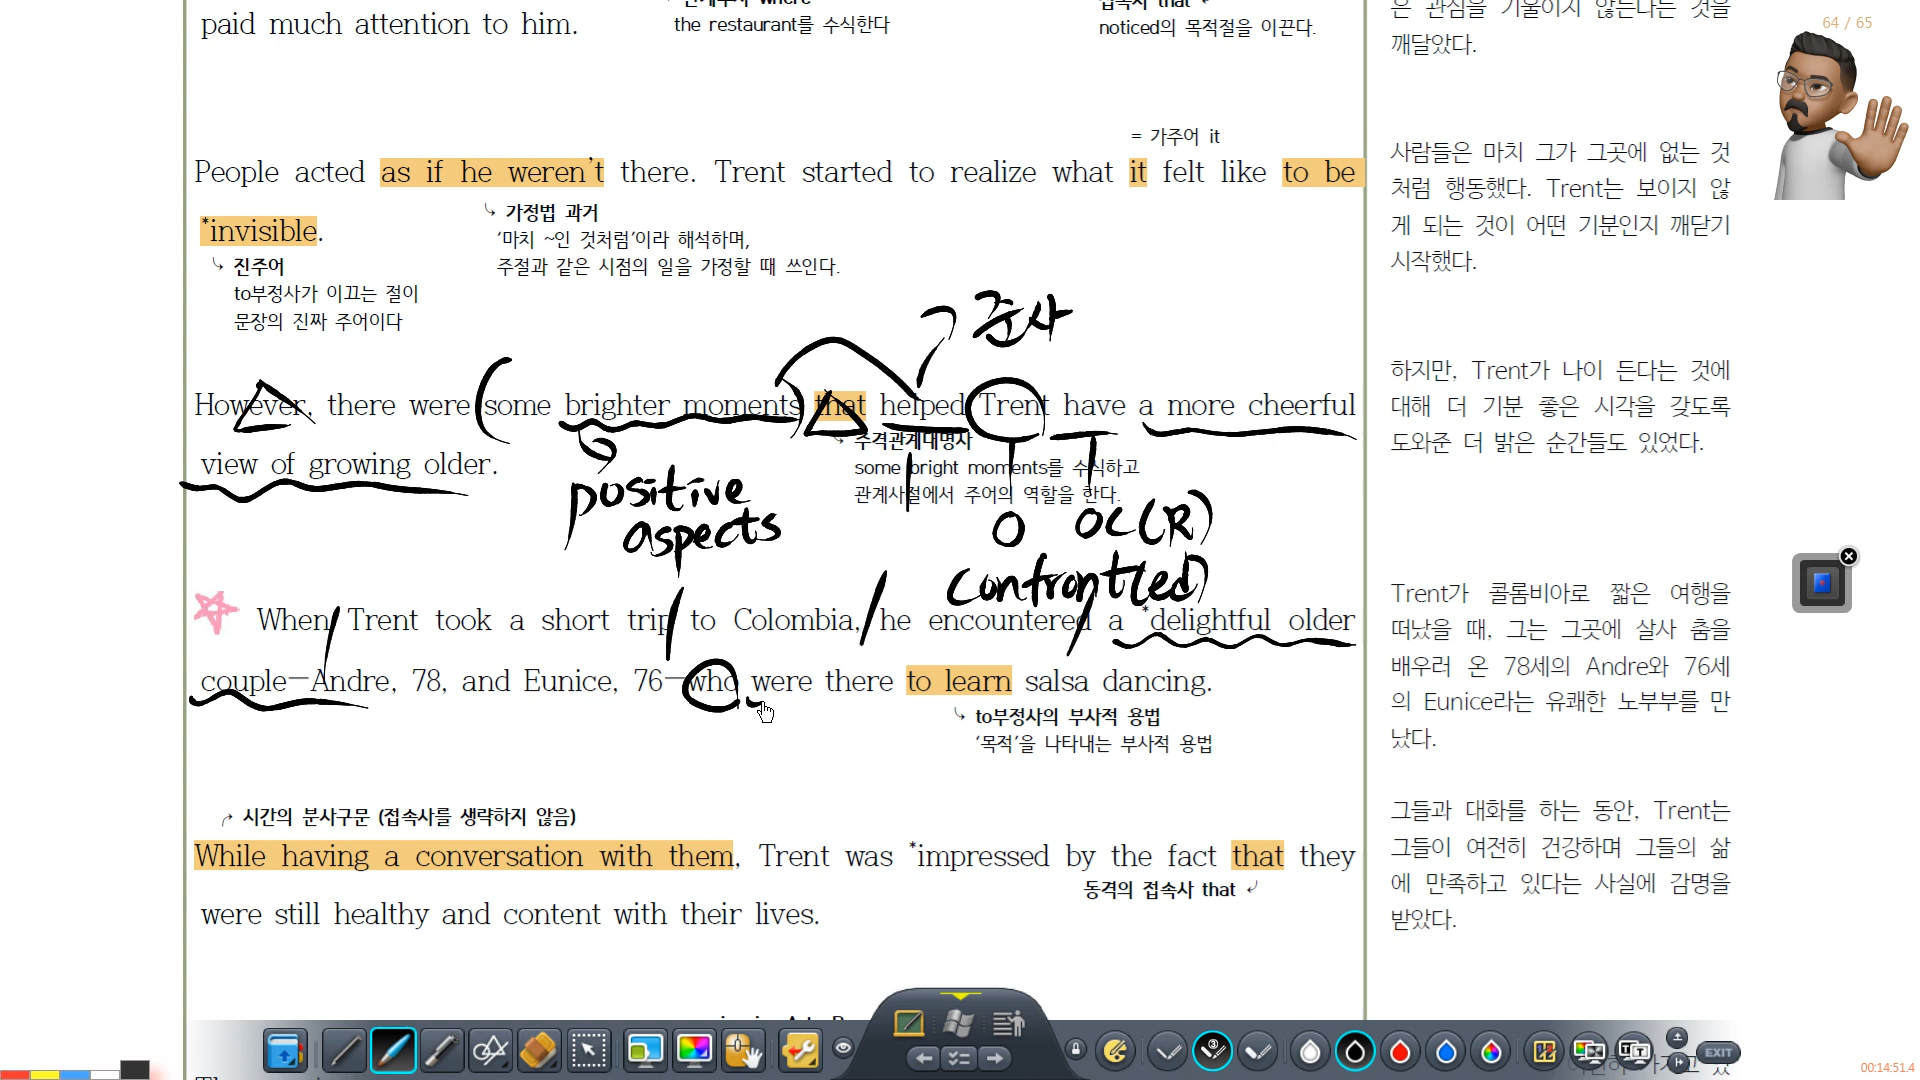 paid much attention to him.
the restaurant를 수식한다
접속사 that
noticed의 목적절을 이끈다.
은 관심을 기울이지 않는다는 것을
깨달았다.
64 / 65
= 가주어 it
People acted as if he weren't there. Trent started to realize what it felt like to be
*invisible.
가정법 과거
'마치 ~인 것처럼'이라 해석하며,
주절과 같은 시점의 일을 가정할 때 쓰인다.
진주어
to부정사가 이끄는 절이
문장의 진짜 주어이다
사람들은 마치 그가 그곳에 없는 것
처럼 행동했다. Trent는 보이지 않
게 되는 것이 어떤 기분인지 깨닫기
시작했다.
준사
However, there were some brighter moments that helped Trent have a more cheerful
view of growing older.
주격관계대명사
some bright moments를 수식하고
관계사절에서 주어의 역할을 한다.
positive
aspects
O OC(R)
confront(ed)
하지만, Trent가 나이 든다는 것에
대해 더 기분 좋은 시각을 갖도록
도와준 더 밝은 순간들도 있었다.
When Trent took a short trip to Colombia, he encountered a *delightful older
couple—Andre, 78, and Eunice, 76—who were there to learn salsa dancing.
to부정사의 부사적 용법
'목적'을 나타내는 부사적 용법
Trent가 콜롬비아로 짧은 여행을
떠났을 때, 그는 그곳에 살사 춤을
배우러 온 78세의 Andre와 76세
의 Eunice라는 유쾌한 노부부를 만
났다.
시간의 분사구문 (접속사를 생략하지 않음)
While having a conversation with them, Trent was *impressed by the fact that they
were still healthy and content with their lives.
동격의 접속사 that
그들과 대화를 하는 동안, Trent는
그들이 여전히 건강하며 그들의 삶
에 만족하고 있다는 사실에 감명을
받았다.
EXIT
00:14:51.4